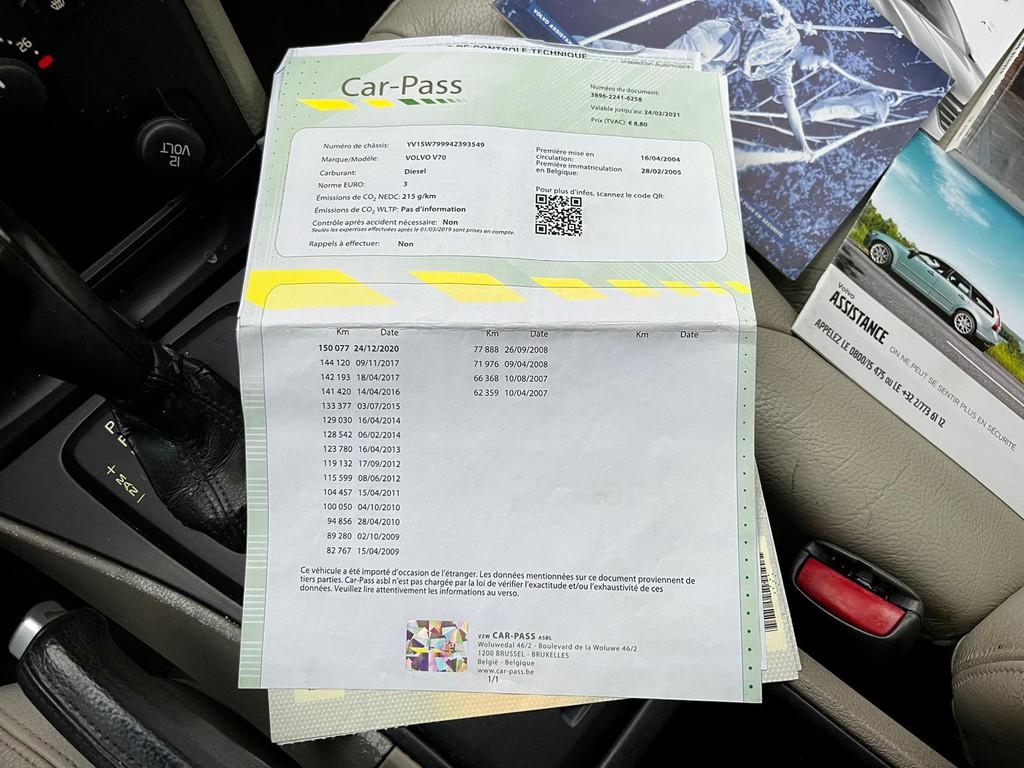 DE CONTROLE TECHNIQUE
Inspection Automobile
Car-Pass
Numéro du document:
3896-2241-6258
Valable jusqu'au: 24/02/2021
Prix (TVAC): € 8,80
Numéro de châssis: YV1SW799942393549
Marque/Modèle: VOLVO V70
Carburant: Diesel
Norme EURO: 3
Émissions de CO2 NEDC: 215 g/km
Émissions de CO2 WLTP: Pas d'information
Contrôle après accident nécessaire: Non
Seules les expertises effectuées après le 01/03/2019 sont prises en compte.
Rappels à effectuer: Non
Première mise en
circulation: 16/04/2004
Première immatriculation
en Belgique: 28/02/2005
Pour plus d'infos, scannez le code QR:
Km Date Km Date Km Date
150 077 24/12/2020 77 888 26/09/2008
144 120 09/11/2017 71 976 09/04/2008
142 193 18/04/2017 66 368 10/08/2007
141 420 14/04/2016 62 359 10/04/2007
133 377 03/07/2015
129 030 16/04/2014
128 542 06/02/2014
123 780 16/04/2013
119 132 17/09/2012
115 599 08/06/2012
104 457 15/04/2011
100 050 04/10/2010
94 856 28/04/2010
89 280 02/10/2009
82 767 15/04/2009
Ce véhicule a été importé d'occasion de l'étranger. Les données mentionnées sur ce document proviennent de
tiers parties. Car-Pass asbl n'est pas chargée par la loi de vérifier l'exactitude et/ou l'exhaustivité de ces
données. Veuillez lire attentivement les informations au verso.
VZW CAR-PASS ASBL
Woluwedal 46/2 - Boulevard de la Woluwe 46/2
1200 BRUSSEL - BRUXELLES
België - Belgique
www.car-pass.be
1/1
VOLVO ASSISTAN
Volvo
ASSISTANCE
ON NE PEUT SE SENTIR PLUS EN SÉCURITÉ
APPELEZ LE 0800/15 475 OU LE +32 2773 61 12
12
VOLT
26
P
+
M